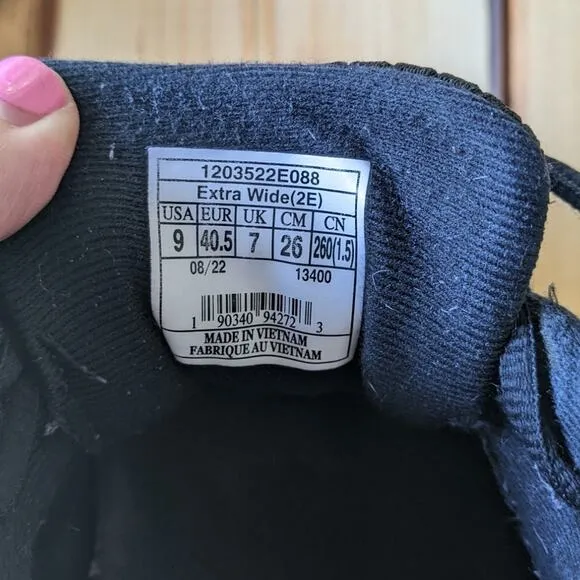 1203522E088
Extra Wide(2E)
USA EUR UK CM CN
9 40.5 7 26 260(1.5)
08/22 13400
1 90340 94272 3
MADE IN VIETNAM
FABRIQUE AU VIETNAM